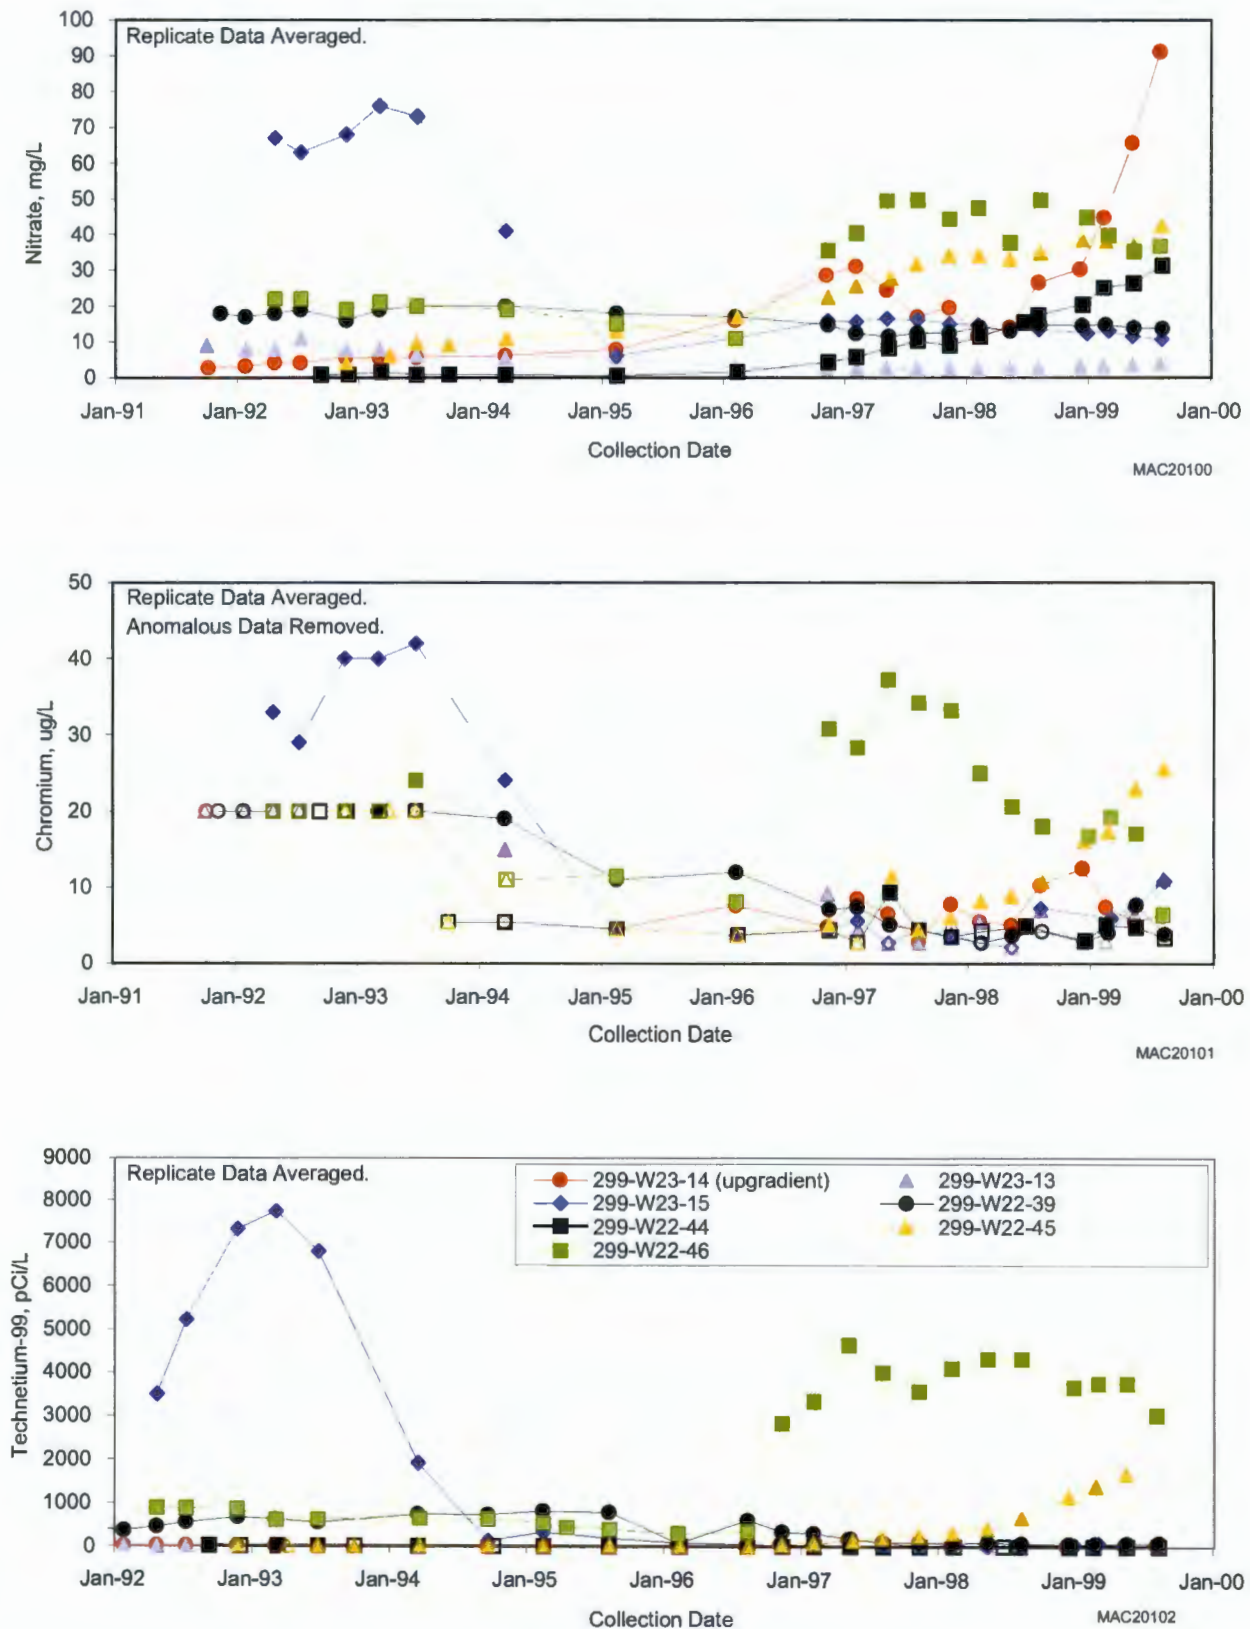 Replicate Data Averaged.
100
90
80
70
60
50
40
30
20
10
0
Nitrate, mg/L
Jan-91 Jan-92 Jan-93 Jan-94 Jan-95 Jan-96 Jan-97 Jan-98 Jan-99 Jan-00
Collection Date
MAC20100
Replicate Data Averaged.
Anomalous Data Removed.
50
40
30
20
10
0
Chromium, ug/L
Jan-91 Jan-92 Jan-93 Jan-94 Jan-95 Jan-96 Jan-97 Jan-98 Jan-99 Jan-00
Collection Date
MAC20101
Replicate Data Averaged.
9000
8000
7000
6000
5000
4000
3000
2000
1000
0
Technetium-99, pCi/L
299-W23-14 (upgradient) 299-W23-13
299-W23-15 299-W22-39
299-W22-44 299-W22-45
299-W22-46
Jan-92 Jan-93 Jan-94 Jan-95 Jan-96 Jan-97 Jan-98 Jan-99 Jan-00
Collection Date
MAC20102